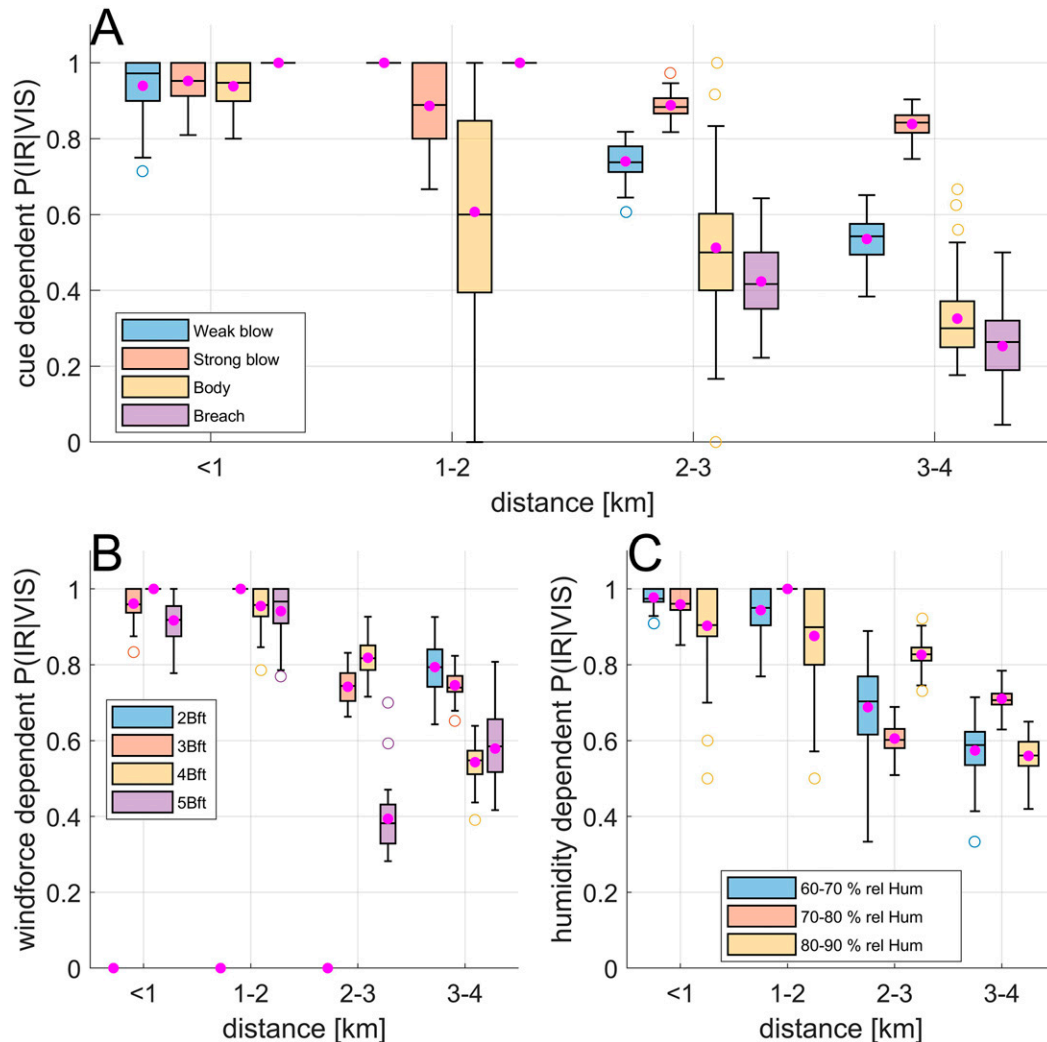 A
cue dependent P(IR|VIS)
1
0.8
0.6
0.4
0.2
0
Weak blow
Strong blow
Body
Breach
<1
1-2
2-3
3-4
distance [km]
B
windforce dependent P(IR|VIS)
1
0.8
0.6
0.4
0.2
0
2Bft
3Bft
4Bft
5Bft
<1
1-2
2-3
3-4
distance [km]
C
humidity dependent P(IR|VIS)
1
0.8
0.6
0.4
0.2
0
60-70 % rel Hum
70-80 % rel Hum
80-90 % rel Hum
<1
1-2
2-3
3-4
distance [km]